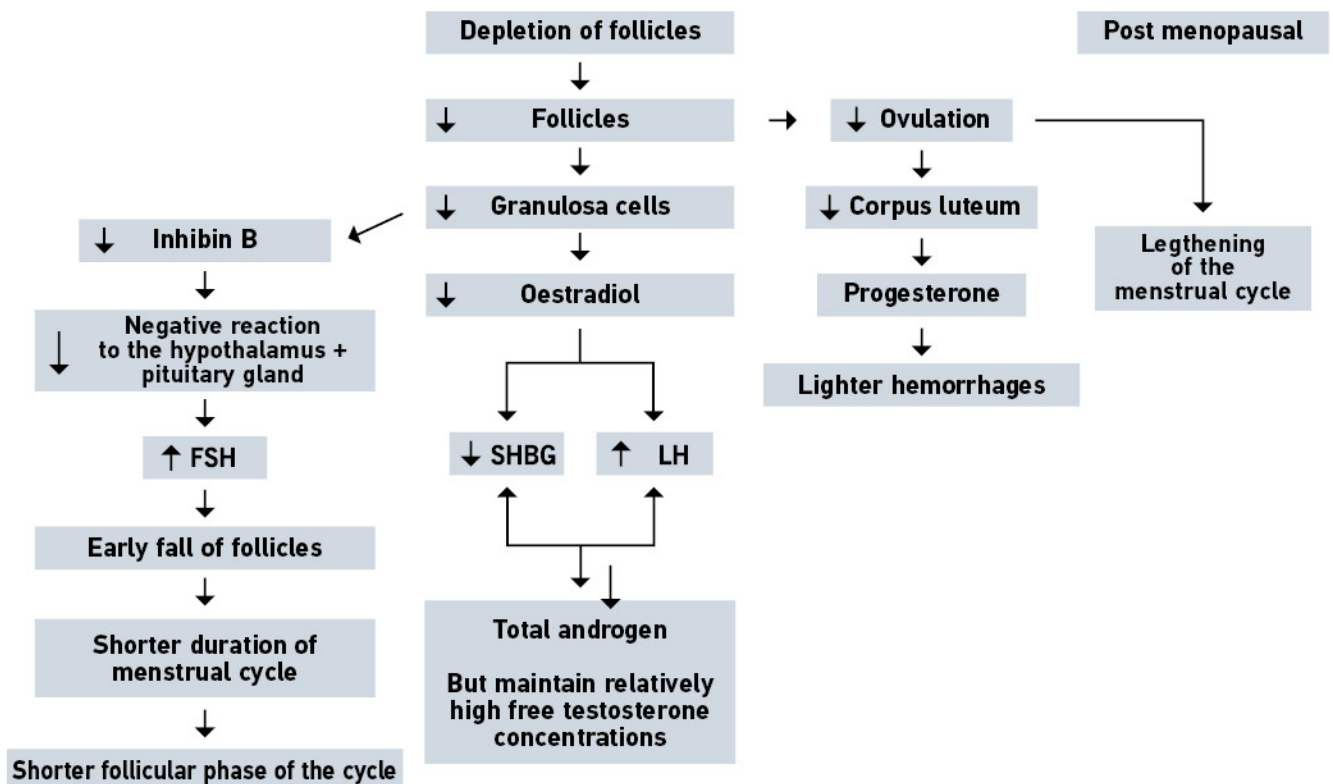 Depletion of follicles
Post menopausal
↓ Follicles
↓ Ovulation
↓ Granulosa cells
↓ Corpus luteum
↓ Inhibin B
Legthening
of the
menstrual cycle
↓ Oestradiol
Progesterone
↓ Negative reaction
to the hypothalamus +
pituitary gland
Lighter hemorrhages
↑ FSH
↓ SHBG
↑ LH
Early fall of follicles
Total androgen
But maintain relatively
high free testosterone
concentrations
Shorter duration of
menstrual cycle
Shorter follicular phase of the cycle